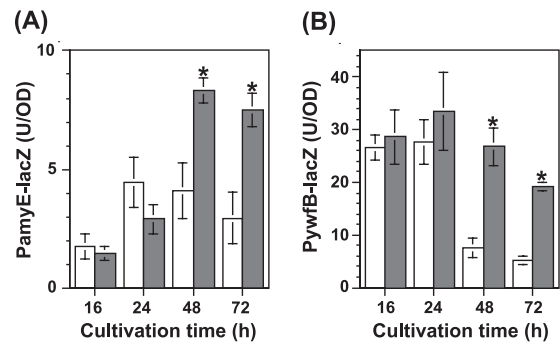 (A)
(B)
PamyE-lacZ (U/OD)
10
5
0
*
*
16 24 48 72
Cultivation time (h)
PywfB-lacZ (U/OD)
40
30
20
10
0
*
*
16 24 48 72
Cultivation time (h)